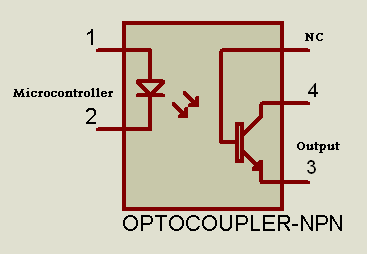 1
NC
Microcontroller
4
2
Output
3
OPTOCOUPLER-NPN